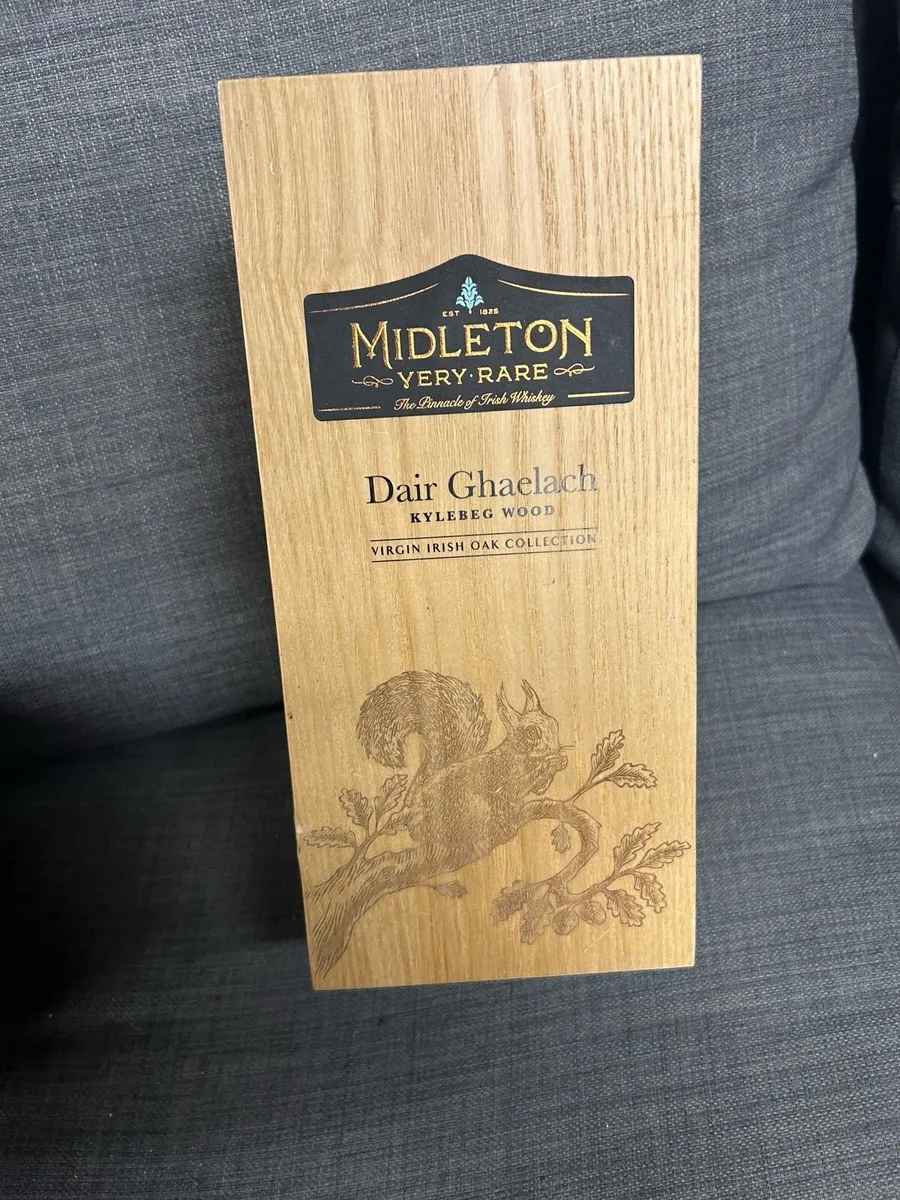 EST 1825
MIDLETON
VERY·RARE
The Pinnacle of Irish Whiskey
Dair Ghaelach
KYLEBEG WOOD
VIRGIN IRISH OAK COLLECTION